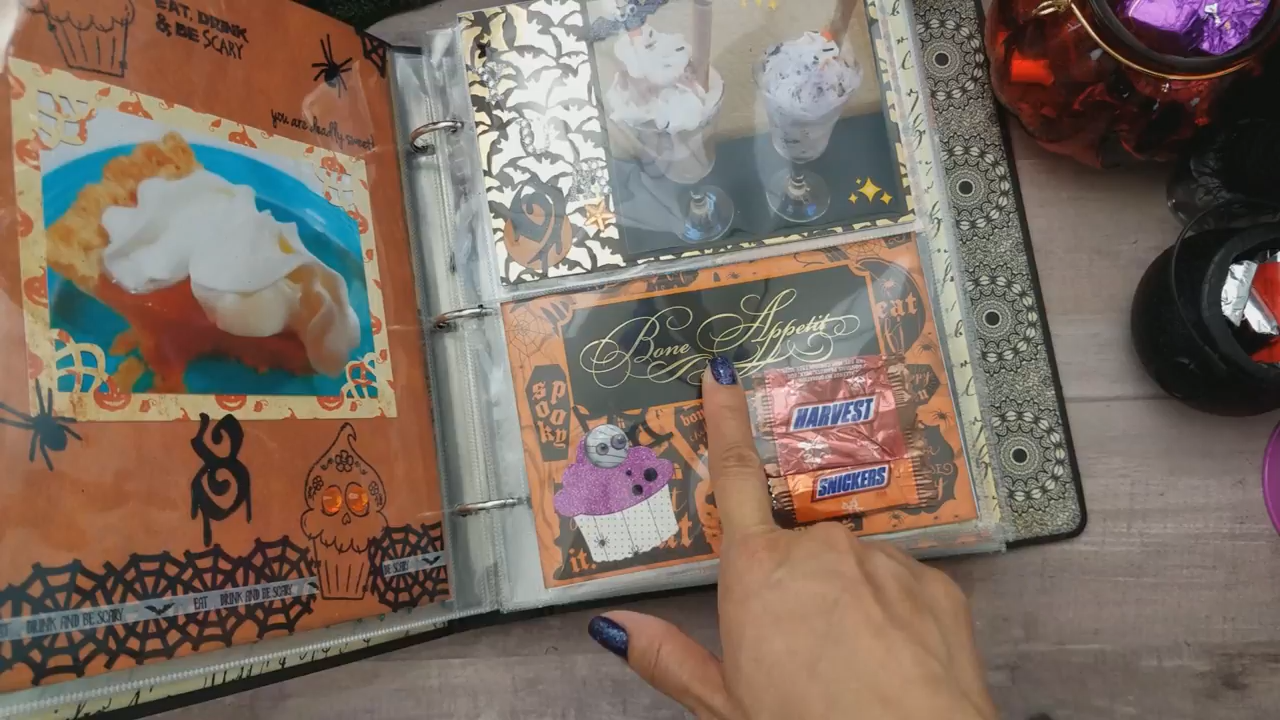 EAT, DRINK
& BE SCARY
you are deadly sweet
EAT DRINK AND BE SCARY
DRINK AND BE SCARY
BE SCARY
Bone Appetit
eat
spooky
it.
HARVEST
SNICKERS